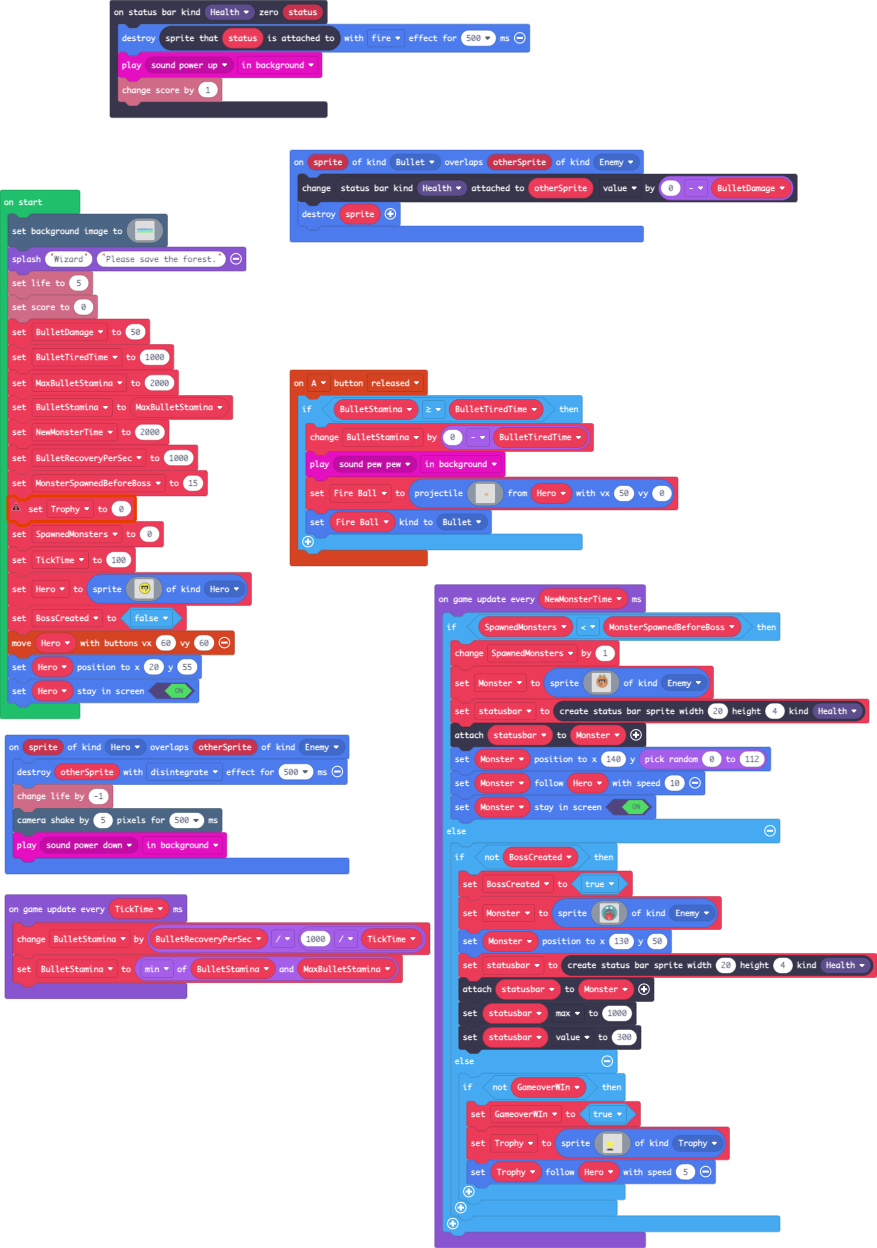 on status bar kind Health zero status
destroy sprite that status is attached to with fire effect for 500 ms
play sound power up in background
change score by 1
on sprite of kind Bullet overlaps otherSprite of kind Enemy
change status bar kind Health attached to otherSprite value by 0 - BulletDamage
destroy sprite
on start
set background image to
splash "Wizard" "Please save the forest."
set life to 5
set score to 0
set BulletDamage to 50
set BulletTiredTime to 1000
set MaxBulletStamina to 2000
set BulletStamina to MaxBulletStamina
set NewMonsterTime to 2000
set BulletRecoveryPerSec to 1000
set MonsterSpawnedBeforeBoss to 15
set Trophy to 0
set SpawnedMonsters to 0
set TickTime to 100
set Hero to sprite of kind Hero
set BossCreated to false
move Hero with buttons vx 60 vy 60
set Hero position to x 20 y 55
set Hero stay in screen ON
on A button released
if BulletStamina ≥ BulletTiredTime then
change BulletStamina by 0 - BulletTiredTime
play sound pew pew in background
set Fire Ball to projectile from Hero with vx 50 vy 0
set Fire Ball kind to Bullet
on sprite of kind Hero overlaps otherSprite of kind Enemy
destroy otherSprite with disintegrate effect for 500 ms
change life by -1
camera shake by 5 pixels for 500 ms
play sound power down in background
on game update every TickTime ms
change BulletStamina by BulletRecoveryPerSec / 1000 / TickTime
set BulletStamina to min of BulletStamina and MaxBulletStamina
on game update every NewMonsterTime ms
if SpawnedMonsters < MonsterSpawnedBeforeBoss then
change SpawnedMonsters by 1
set Monster to sprite of kind Enemy
set statusbar to create status bar sprite width 20 height 4 kind Health
attach statusbar to Monster
set Monster position to x 140 y pick random 0 to 112
set Monster follow Hero with speed 10
set Monster stay in screen ON
else
if not BossCreated then
set BossCreated to true
set Monster to sprite of kind Enemy
set Monster position to x 130 y 50
set statusbar to create status bar sprite width 20 height 4 kind Health
attach statusbar to Monster
set statusbar max to 1000
set statusbar value to 300
else
if not GameoverWIn then
set GameoverWIn to true
set Trophy to sprite of kind Trophy
set Trophy follow Hero with speed 5